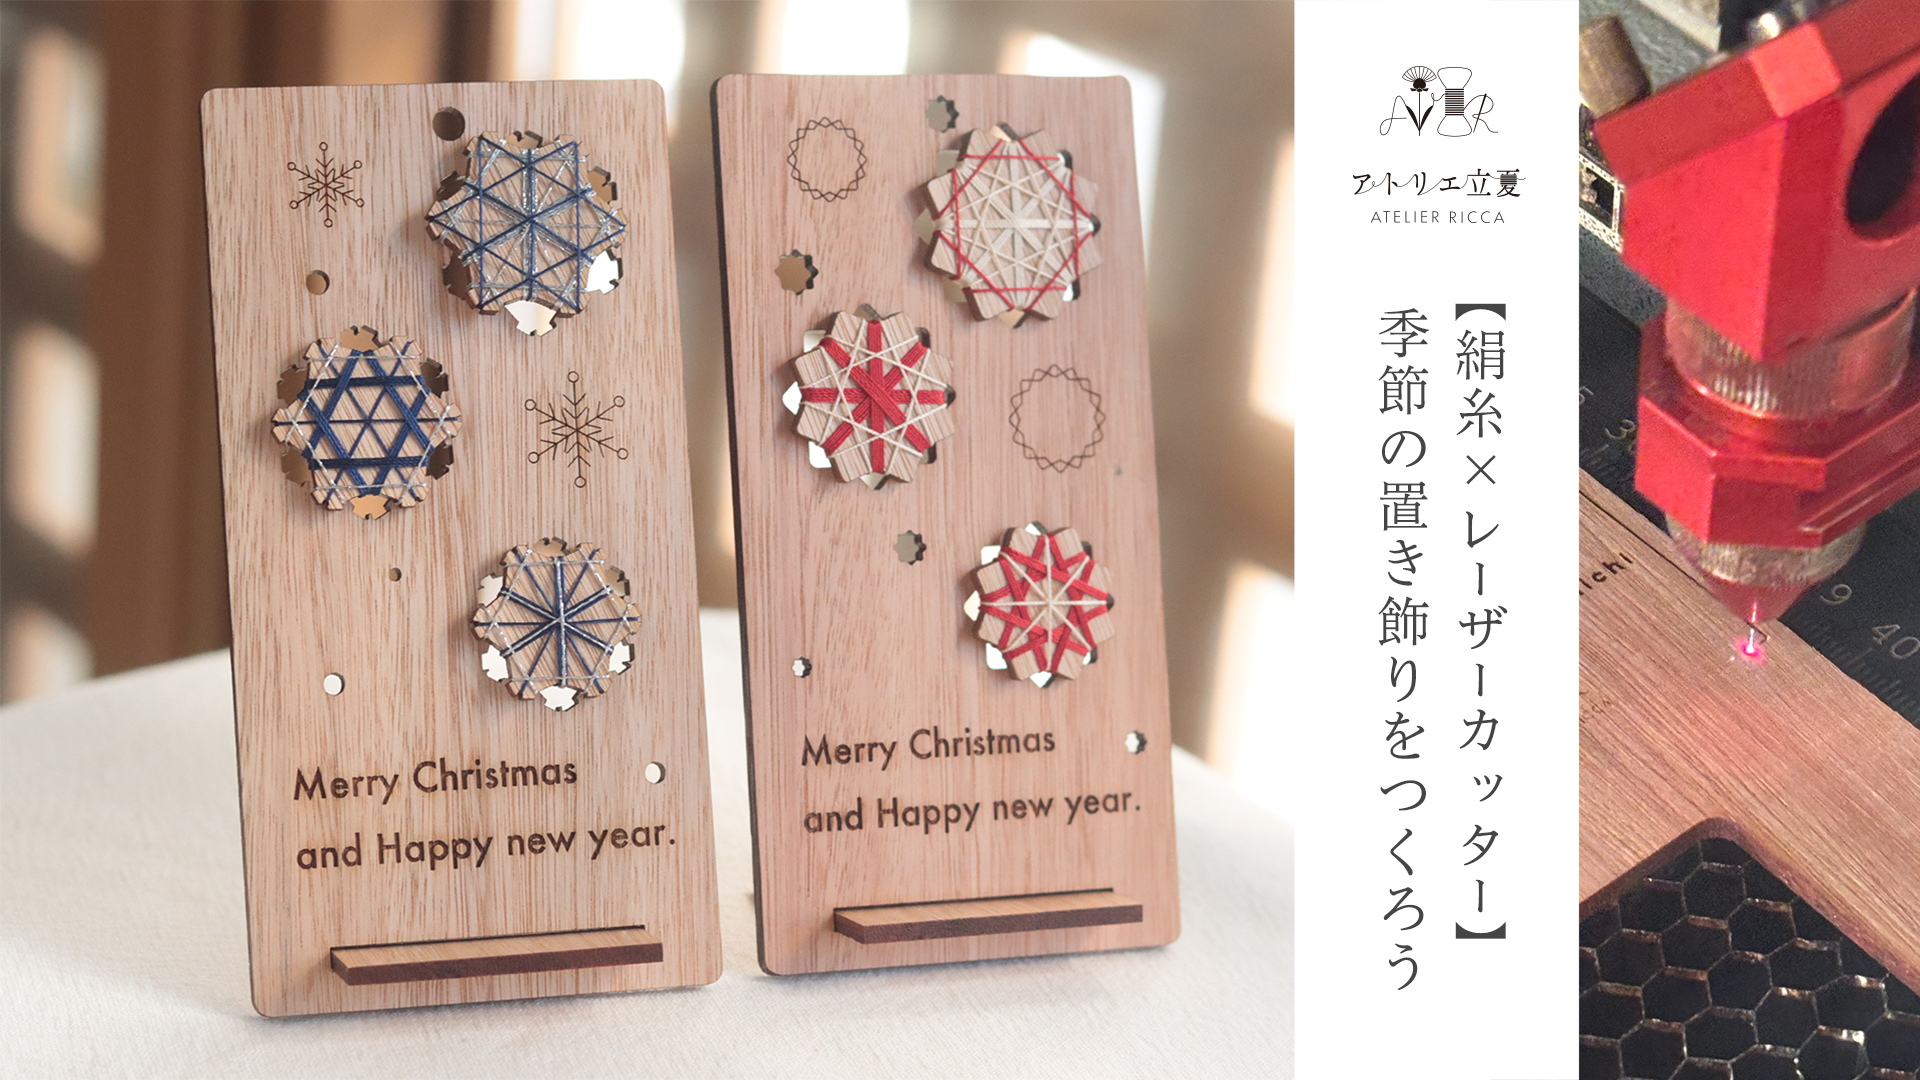 Merry Christmas
and Happy new year.
Merry Christmas
and Happy new year.
A R
アトリエ立夏
ATELIER RICCA
【絹糸×レーザーカッター】
季節の置き飾りをつくろう
9
40